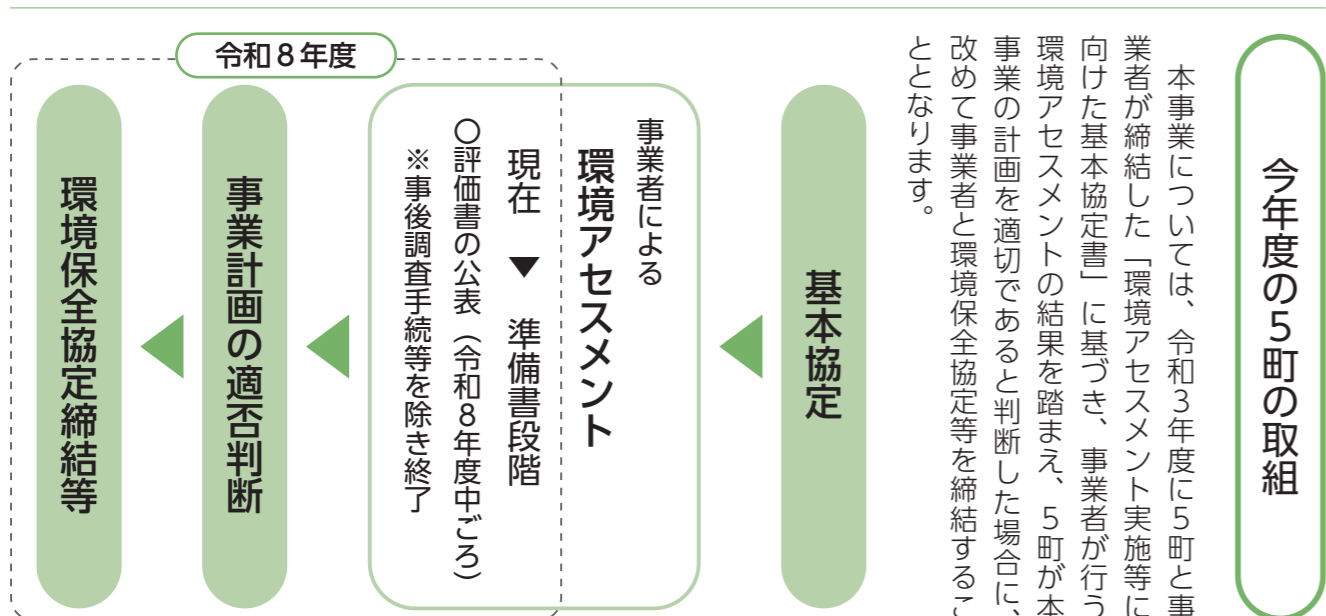 今年度の５町の取組
本事業については、令和３年度に５町と事
業者が締結した「環境アセスメント実施等に
向けた基本協定書」に基づき、事業者が行う
環境アセスメントの結果を踏まえ、５町が本
事業の計画を適切であると判断した場合に、
改めて事業者と環境保全協定等を締結するこ
ととなります。
基本協定
事業者による
環境アセスメント
現在 ▼ 準備書段階
〇評価書の公表（令和８年度中ごろ）
※事後調査手続等を除き終了
令和８年度
事業計画の適否判断
環境保全協定締結等